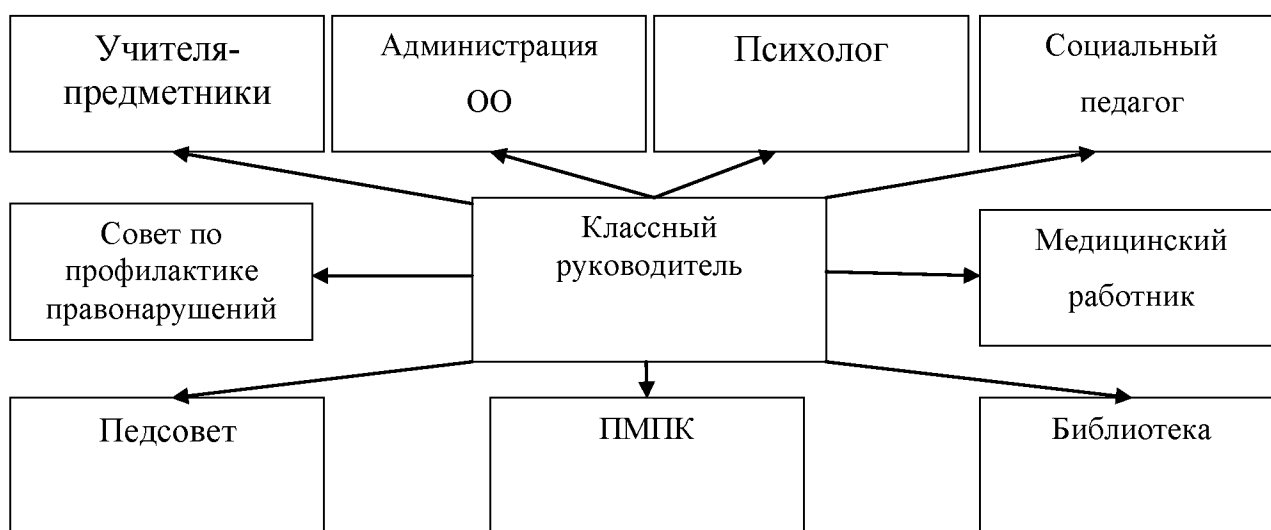 Учителя-
предметники
Администрация
ОО
Психолог
Социальный
педагог
Совет по
профилактике
правонарушений
Классный
руководитель
Медицинский
работник
Педсовет
ПМПК
Библиотека